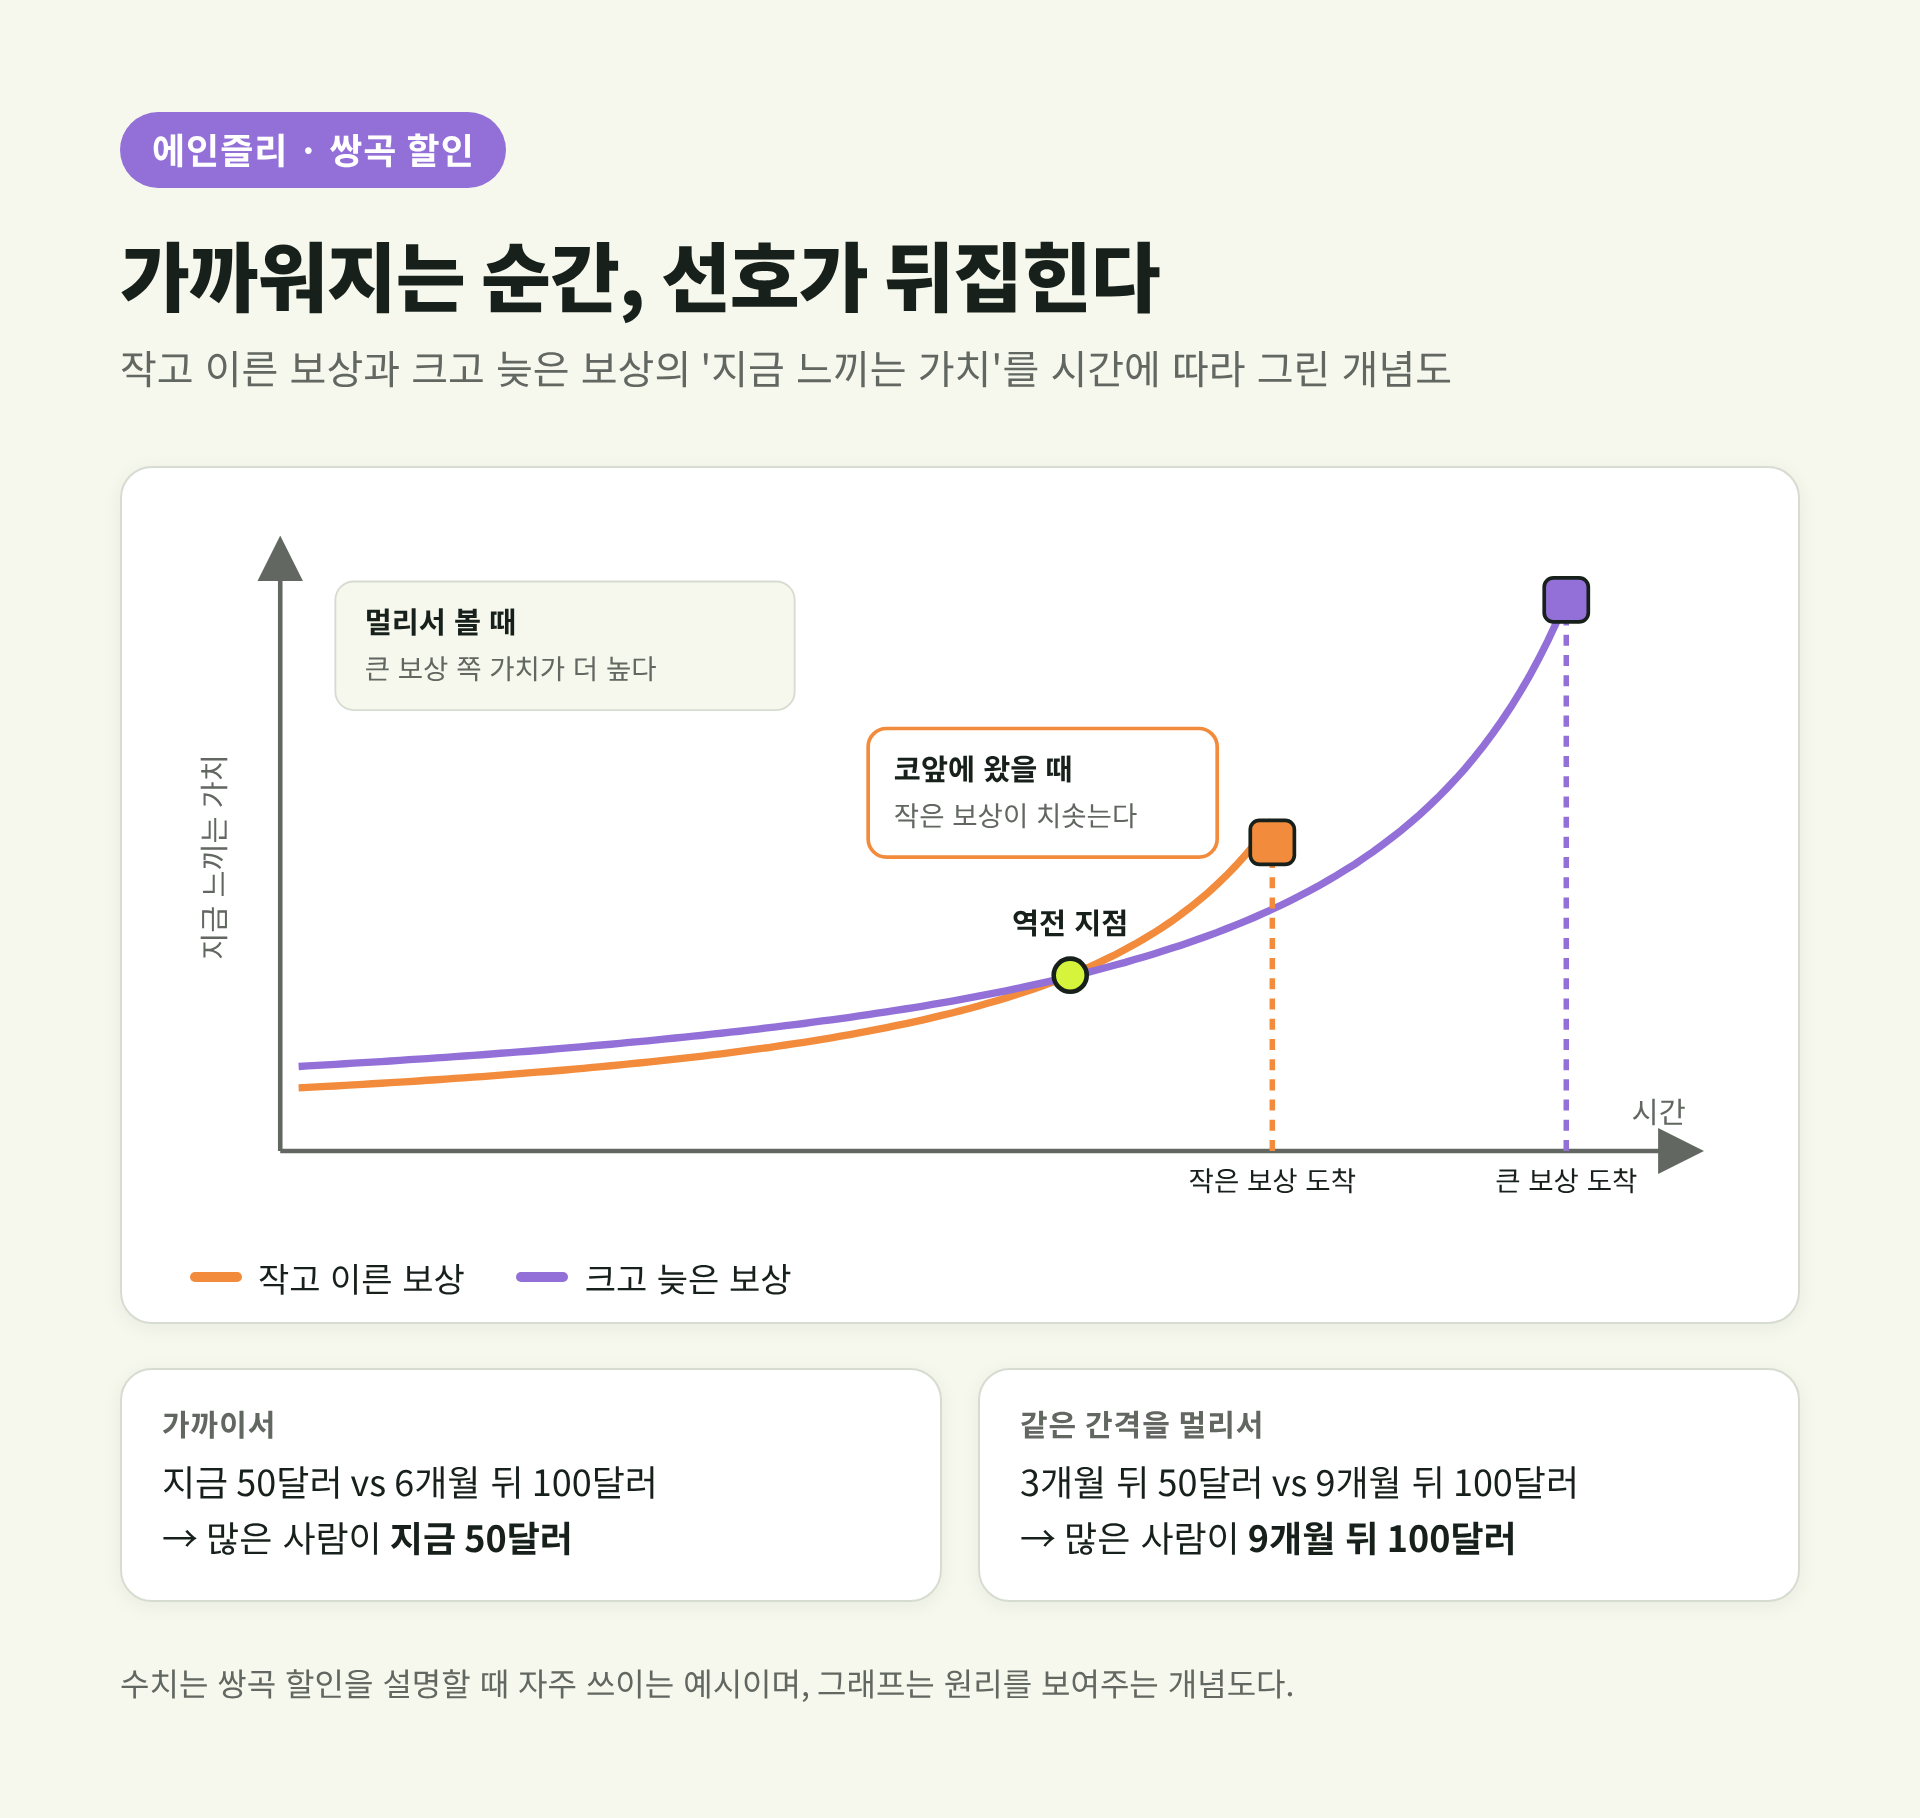 에인즐리 · 쌍곡 할인
가까워지는 순간, 선호가 뒤집힌다
작고 이른 보상과 크고 늦은 보상의 '지금 느끼는 가치'를 시간에 따라 그린 개념도
멀리서 볼 때
큰 보상 쪽 가치가 더 높다
코앞에 왔을 때
작은 보상이 치솟는다
지금 느끼는 가치
역전 지점
시간
작은 보상 도착
큰 보상 도착
작고 이른 보상
크고 늦은 보상
가까이서
지금 50달러 vs 6개월 뒤 100달러
→ 많은 사람이 지금 50달러
같은 간격을 멀리서
3개월 뒤 50달러 vs 9개월 뒤 100달러
→ 많은 사람이 9개월 뒤 100달러
수치는 쌍곡 할인을 설명할 때 자주 쓰이는 예시이며, 그래프는 원리를 보여주는 개념도다.